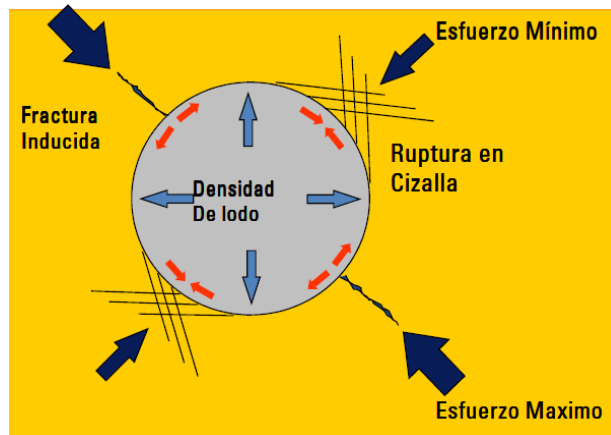 Esfuerzo Mínimo
Fractura
Inducida
Ruptura en
Cizalla
Densidad
De lodo
Esfuerzo Maximo